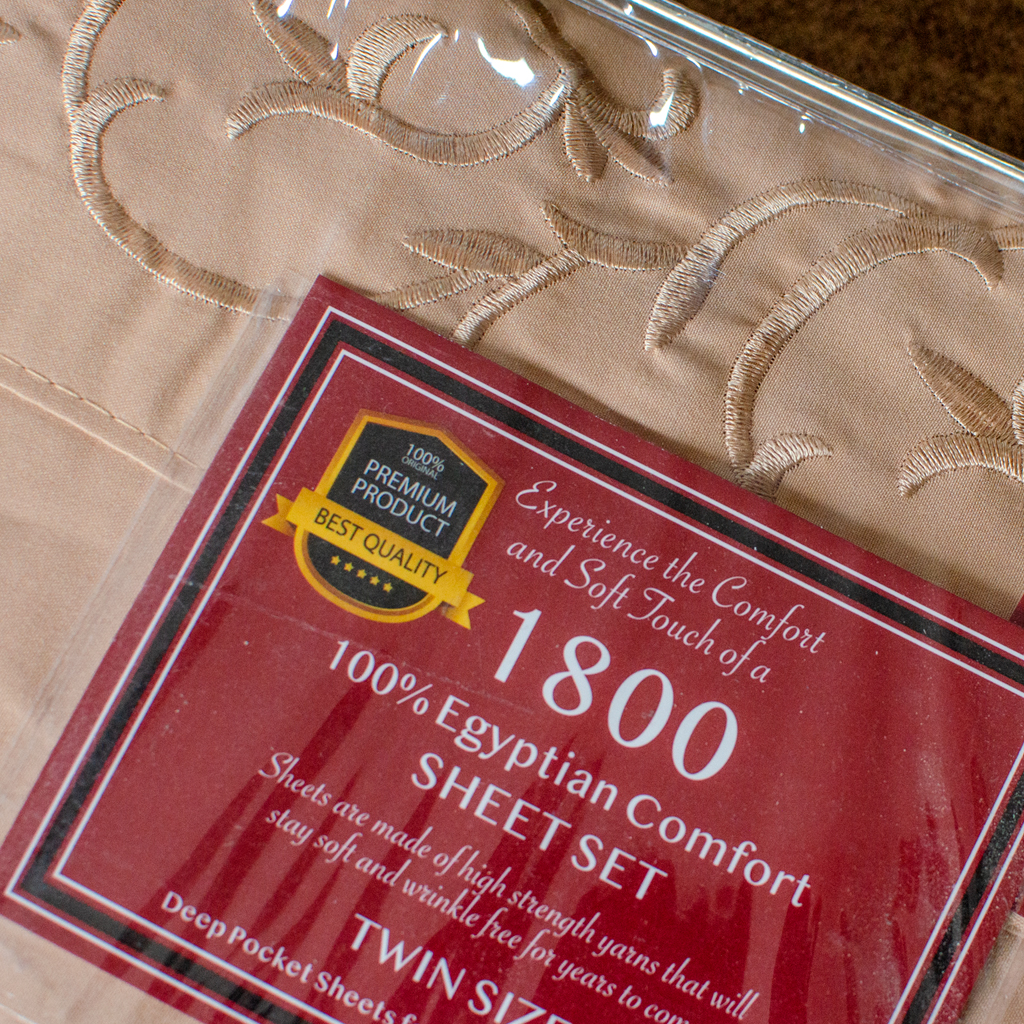 100%
ORIGINAL
PREMIUM
PRODUCT
BEST QUALITY
Experience the Comfort
and Soft Touch of a
1800
100% Egyptian Comfort
SHEET SET
Sheets are made of high strength yarns that will
stay soft and wrinkle free for years to com
TWIN SIZE
Deep Pocket Sheets f